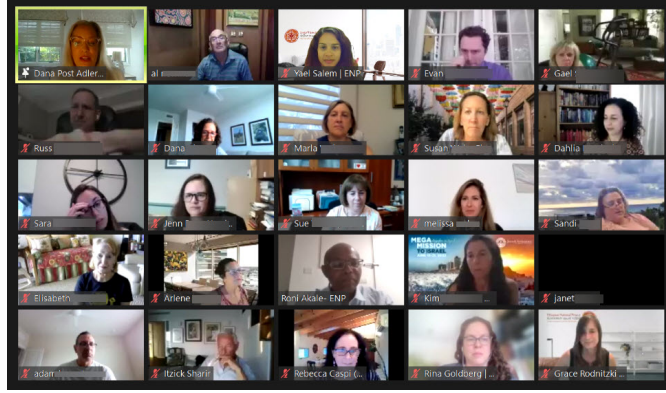 Dana Post Adler...
al
Yael Salem | ENP
Evan
Gael
Russ
Dana
Marla
Susan
Dahlia
Sara
Jenn
Sue
melissa
Sandi
MEGA
MISSION
TO ISRAEL
Elisabeth
Arlene
Roni Akale- ENP
Kim
janet
adam
Itzick Sharir
Rebecca Caspi (...
Rina Goldberg | ...
Grace Rodnitzki ...